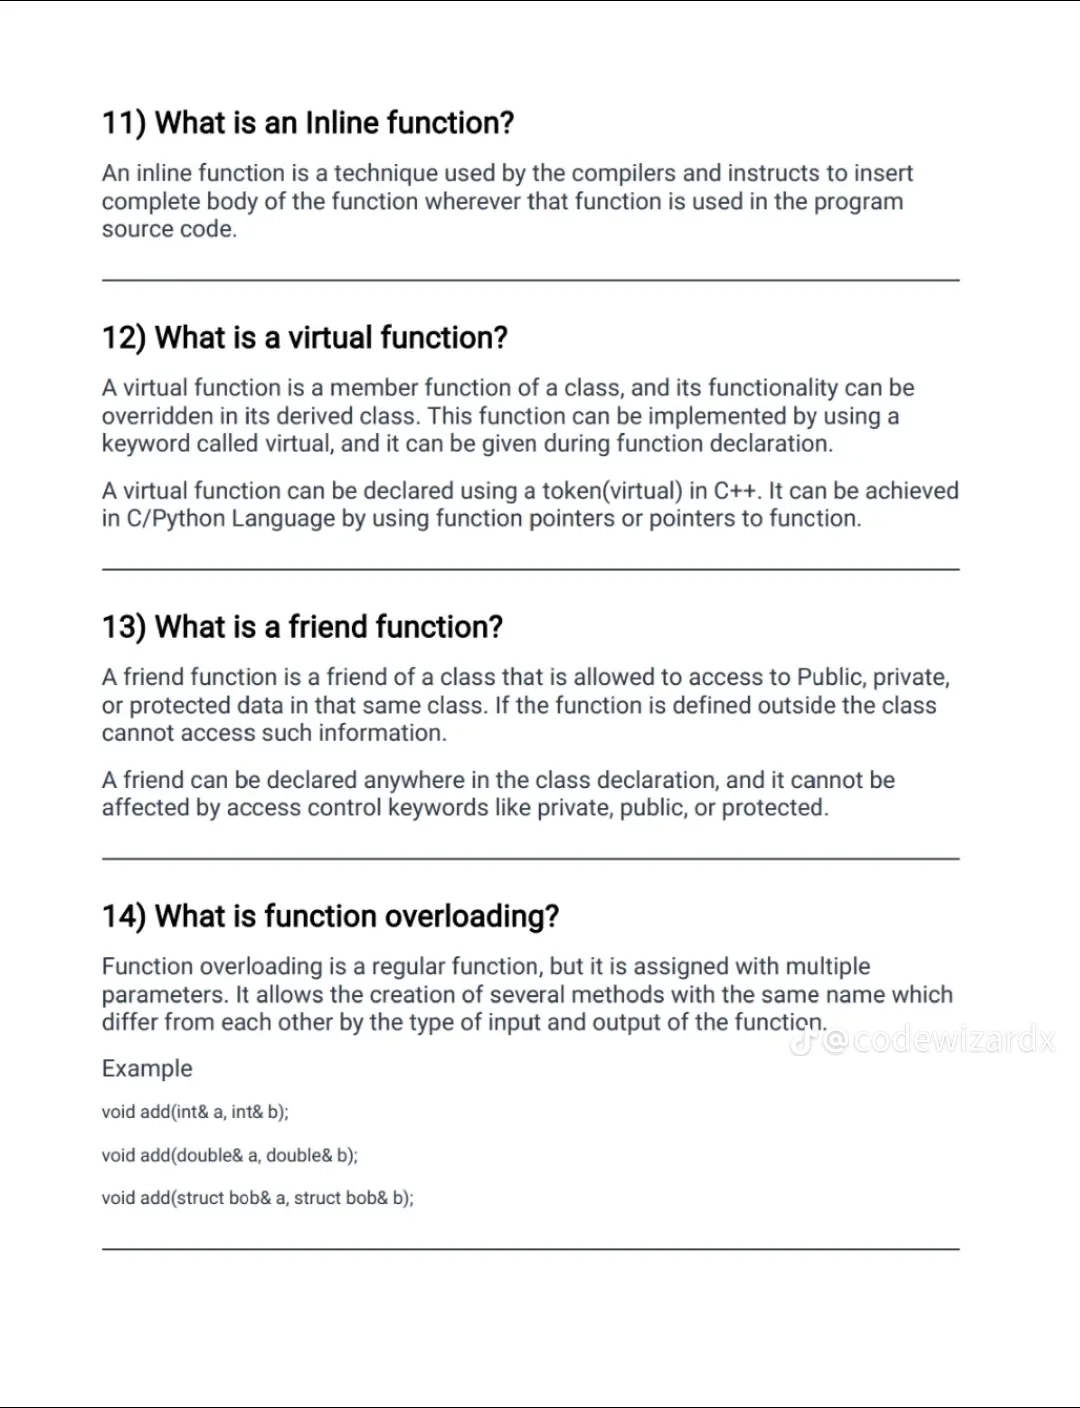 11) What is an Inline function?
An inline function is a technique used by the compilers and instructs to insert
complete body of the function wherever that function is used in the program
source code.
12) What is a virtual function?
A virtual function is a member function of a class, and its functionality can be
overridden in its derived class. This function can be implemented by using a
keyword called virtual, and it can be given during function declaration.
A virtual function can be declared using a token(virtual) in C++. It can be achieved
in C/Python Language by using function pointers or pointers to function.
13) What is a friend function?
A friend function is a friend of a class that is allowed to access to Public, private,
or protected data in that same class. If the function is defined outside the class
cannot access such information.
A friend can be declared anywhere in the class declaration, and it cannot be
affected by access control keywords like private, public, or protected.
14) What is function overloading?
Function overloading is a regular function, but it is assigned with multiple
parameters. It allows the creation of several methods with the same name which
differ from each other by the type of input and output of the function.
@codewizardx
Example
void add(int& a, int& b);
void add(double& a, double& b);
void add(struct bob& a, struct bob& b);